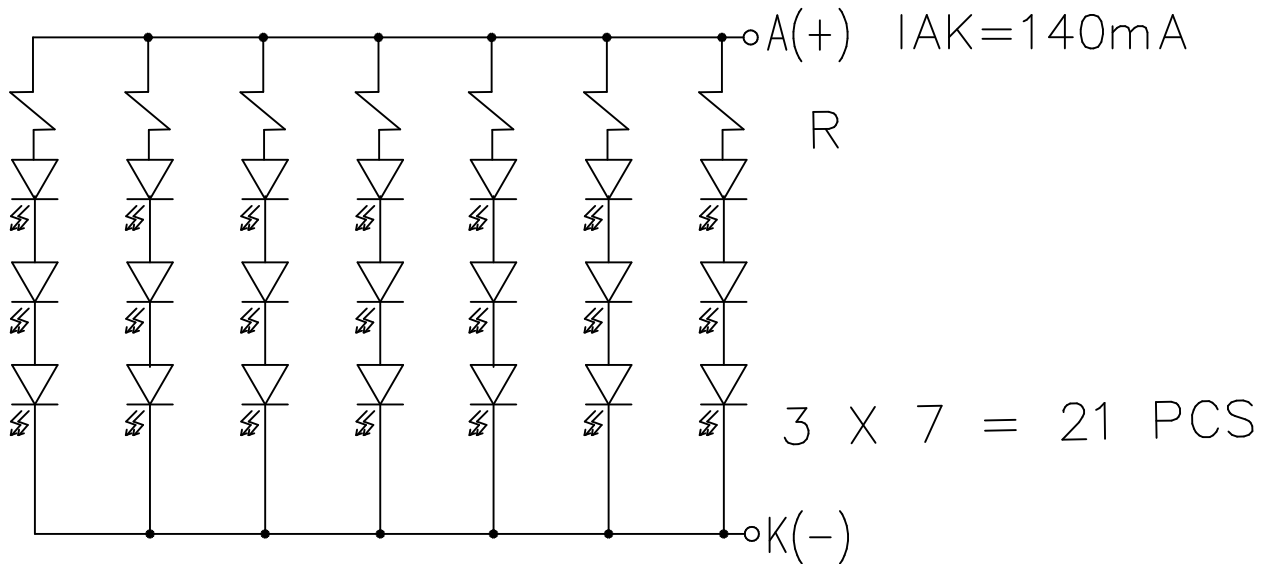 A(+) IAK=140mA
R
3 X 7 = 21 PCS
K(-)